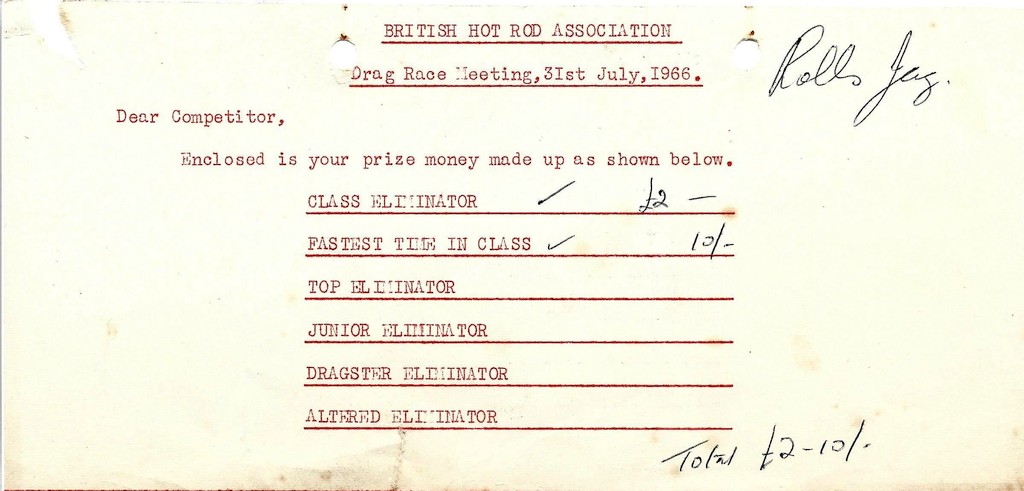 BRITISH HOT ROD ASSOCIATION
Drag Race Meeting, 31st July, 1966.
Rolls Jag.
Dear Competitor,
Enclosed is your prize money made up as shown below.
CLASS ELIMINATOR ✓ £2 —
FASTEST TIME IN CLASS ✓ 10/-
TOP ELIMINATOR
JUNIOR ELIMINATOR
DRAGSTER ELIMINATOR
ALTERED ELIMINATOR
Total £2-10/-